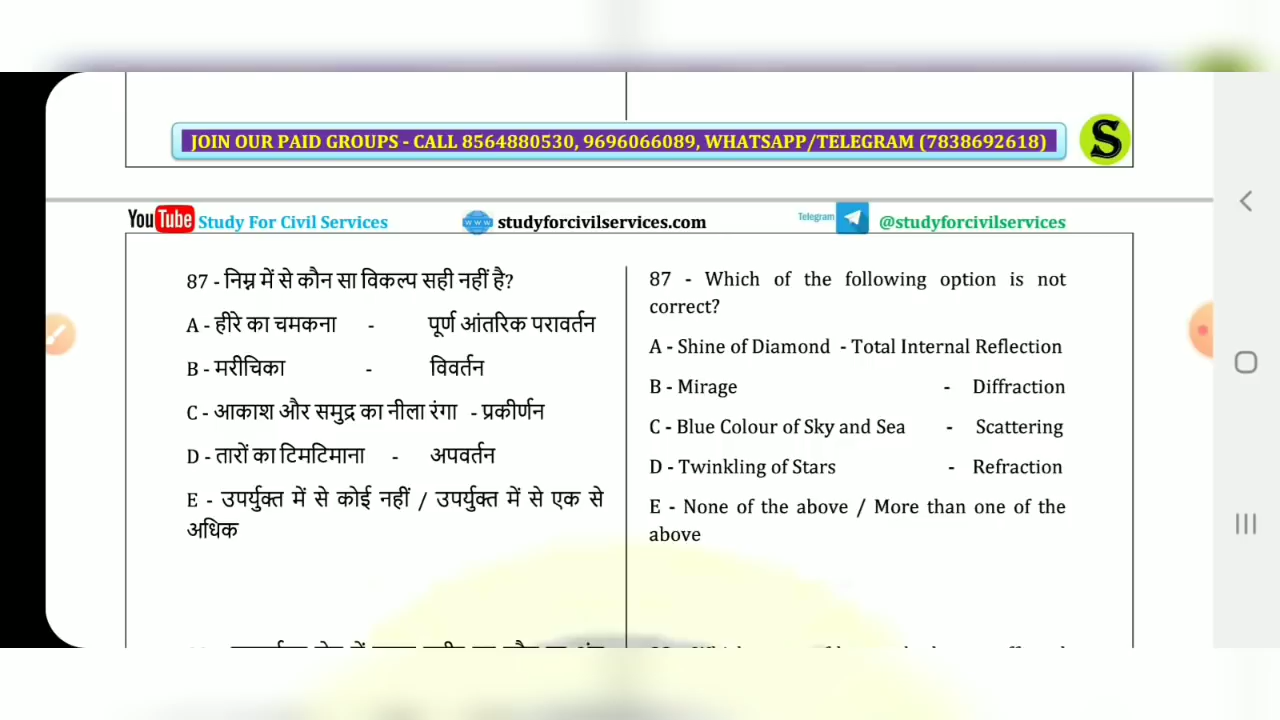 JOIN OUR PAID GROUPS - CALL 8564880530, 9696066089, WHATSAPP/TELEGRAM (7838692618)
S
YouTube Study For Civil Services
www studyforcivilservices.com
Telegram @studyforcivilservices
87 - निम्न में से कौन सा विकल्प सही नहीं है?
A - हीरे का चमकना - पूर्ण आंतरिक परावर्तन
B - मरीचिका - विवर्तन
C - आकाश और समुद्र का नीला रंगा - प्रकीर्णन
D - तारों का टिमटिमाना - अपवर्तन
E - उपर्युक्त में से कोई नहीं / उपर्युक्त में से एक से
अधिक
87 - Which of the following option is not
correct?
A - Shine of Diamond - Total Internal Reflection
B - Mirage - Diffraction
C - Blue Colour of Sky and Sea - Scattering
D - Twinkling of Stars - Refraction
E - None of the above / More than one of the
above